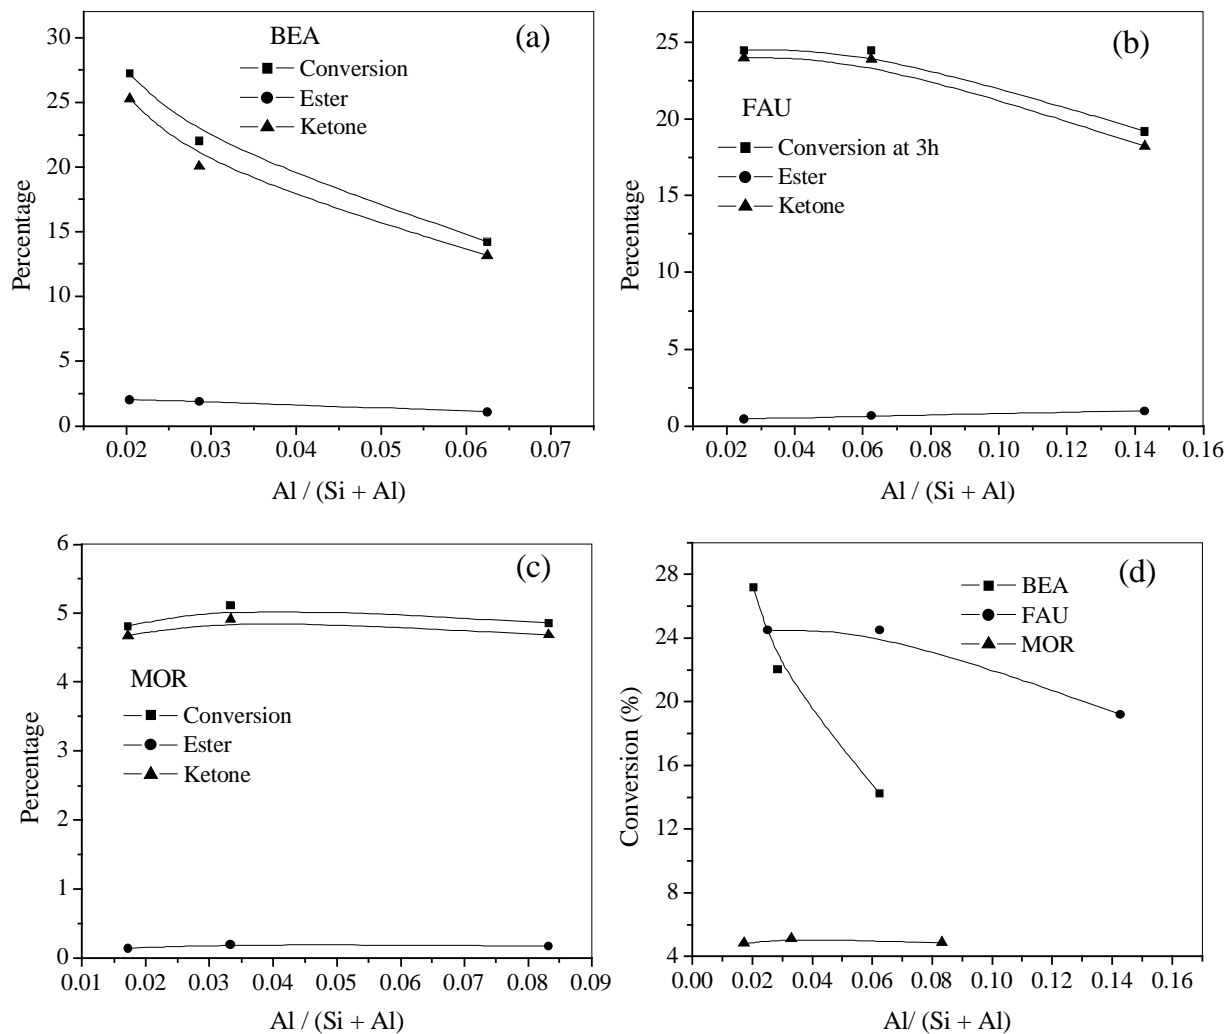 (a)
BEA
Conversion
Ester
Ketone
30
25
20
15
10
5
0
Percentage
0.02
0.03
0.04
0.05
0.06
0.07
Al / (Si + Al)
(b)
FAU
Conversion at 3h
Ester
Ketone
25
20
15
10
5
0
Percentage
0.02
0.04
0.06
0.08
0.10
0.12
0.14
0.16
Al / (Si + Al)
(c)
MOR
Conversion
Ester
Ketone
6
5
4
3
2
1
0
Percentage
0.01
0.02
0.03
0.04
0.05
0.06
0.07
0.08
0.09
Al / (Si + Al)
(d)
BEA
FAU
MOR
28
24
20
16
12
8
4
Conversion (%)
0.00
0.02
0.04
0.06
0.08
0.10
0.12
0.14
0.16
Al/ (Si + Al)